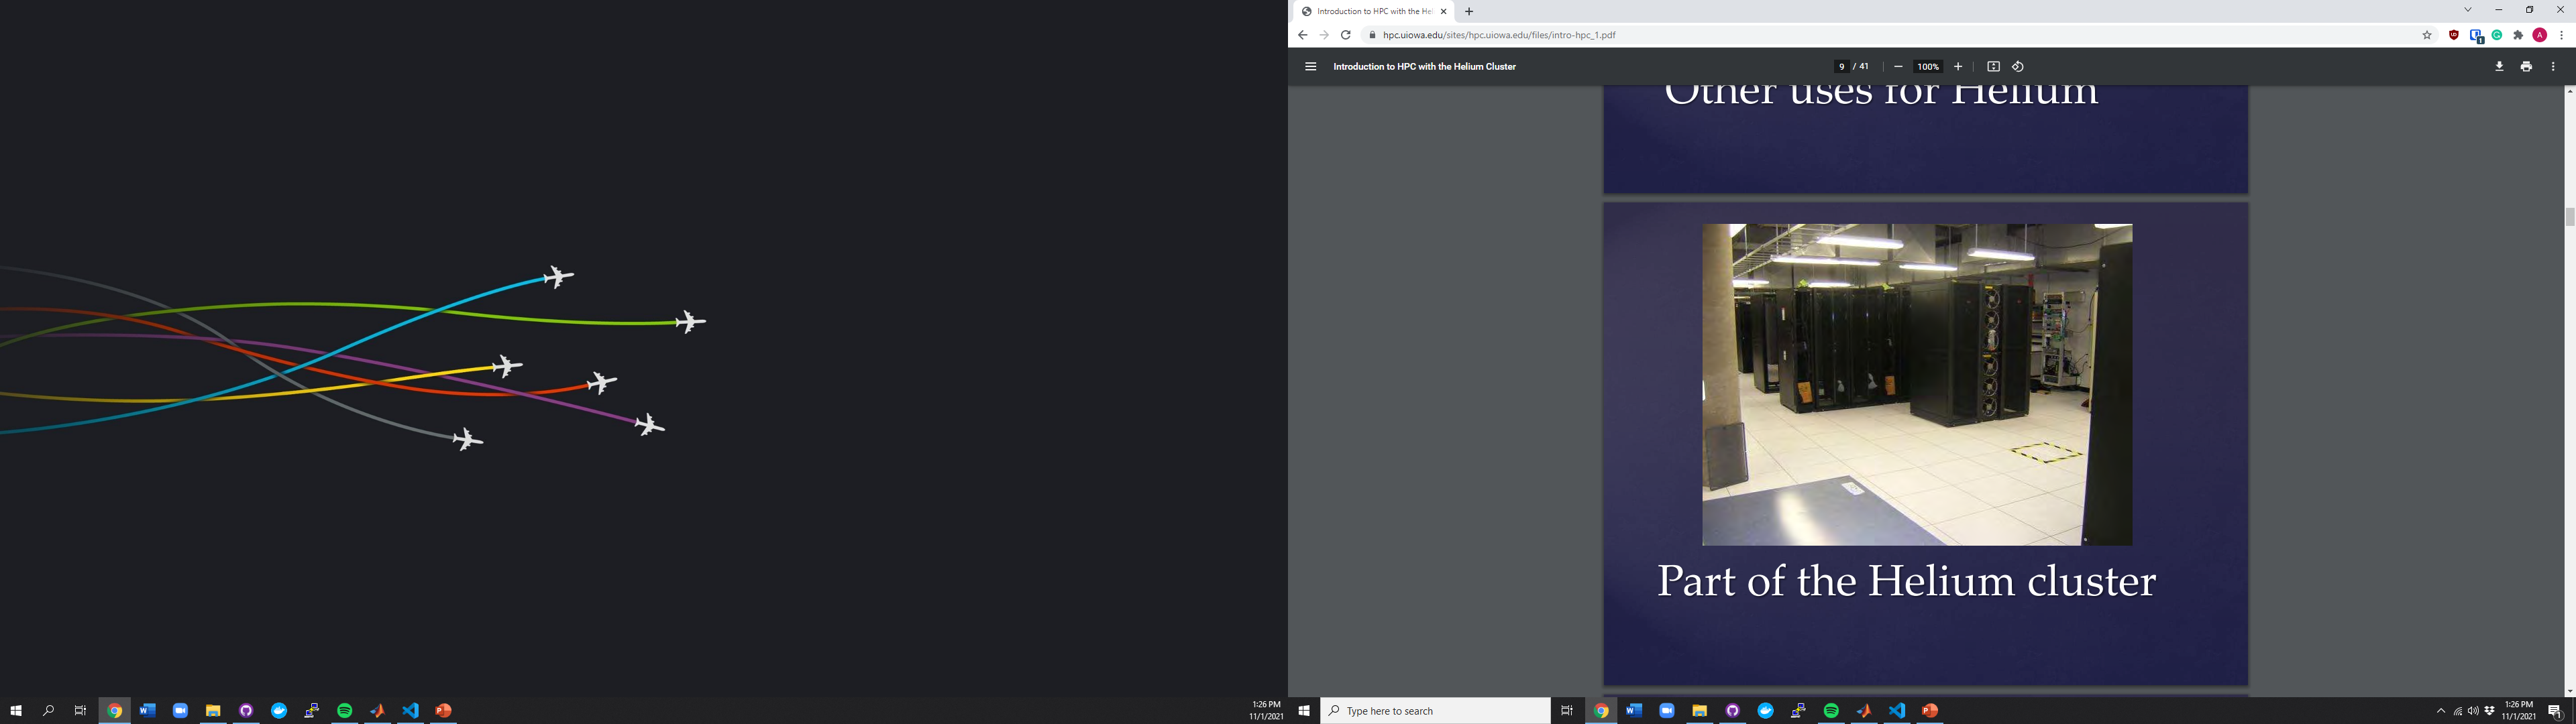 1:26 PM
11/1/2021
Introduction to HPC with the Hel
hpc.uiowa.edu/sites/hpc.uiowa.edu/files/intro-hpc_1.pdf
1
A
Introduction to HPC with the Helium Cluster
9 / 41
100%
Other uses for Helium
Part of the Helium cluster
Type here to search
1:26 PM
11/1/2021